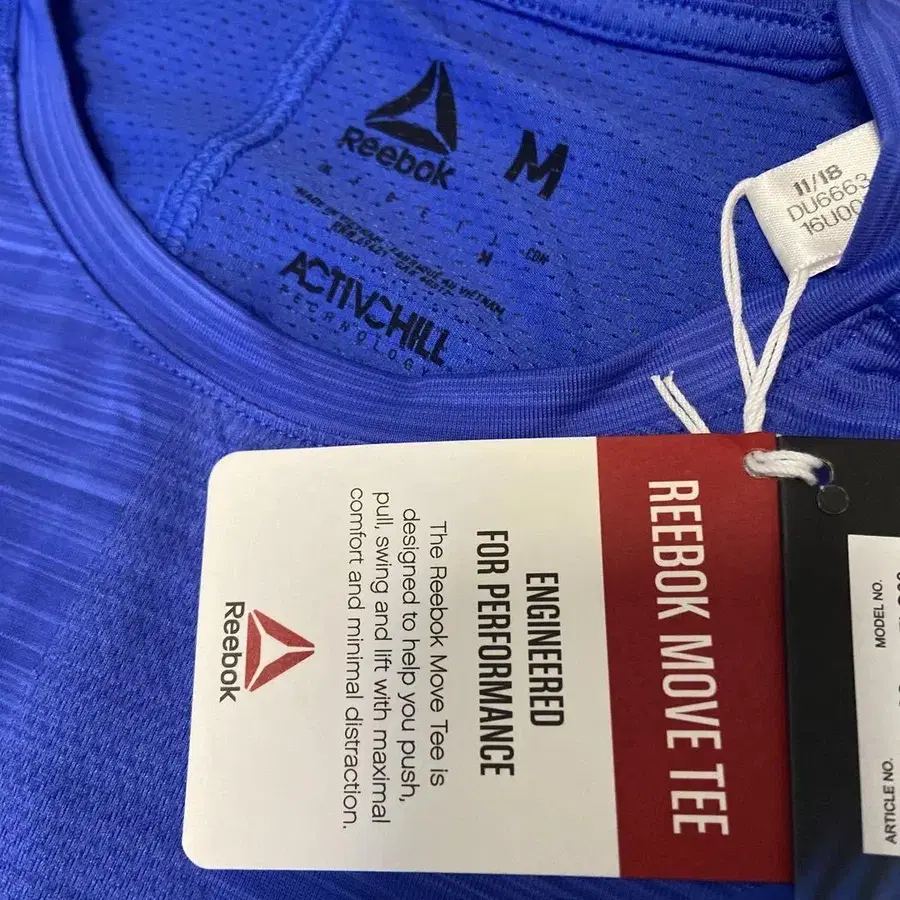 Reebok
M
ACTIVCHILL
TECHNOLOGY
11/18
DU6663
REEBOK MOVE TEE
ENGINEERED
FOR PERFORMANCE
The Reebok Move Tee is
designed to help you push,
pull, swing and lift with maximal
comfort and minimal distraction.
Reebok
MODEL NO.
ARTICLE NO.